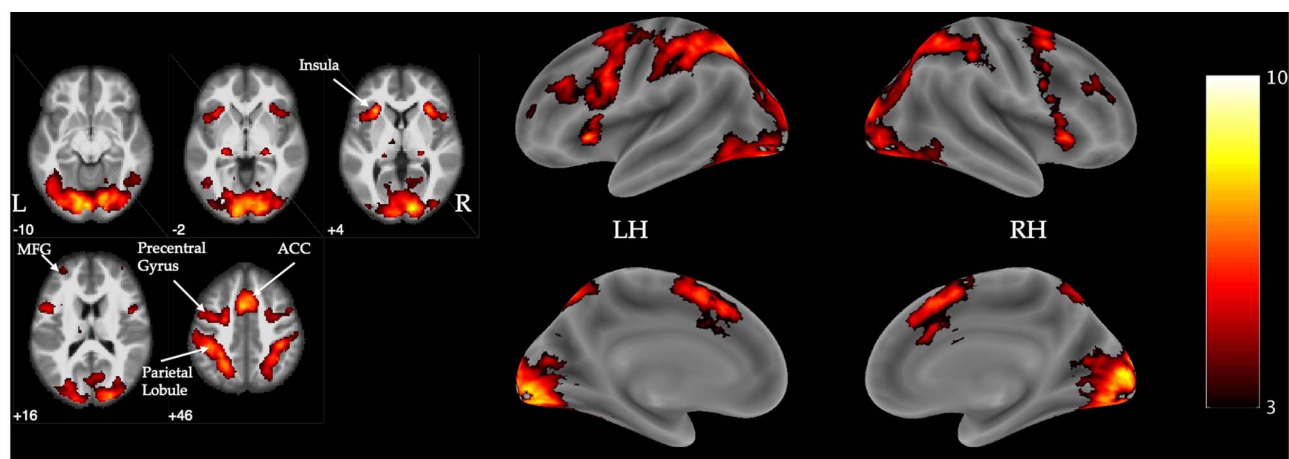 Insula
L
R
-10
-2
+4
MFG
Precentral
Gyrus
ACC
Parietal
Lobule
+16
+46
LH
RH
10
3